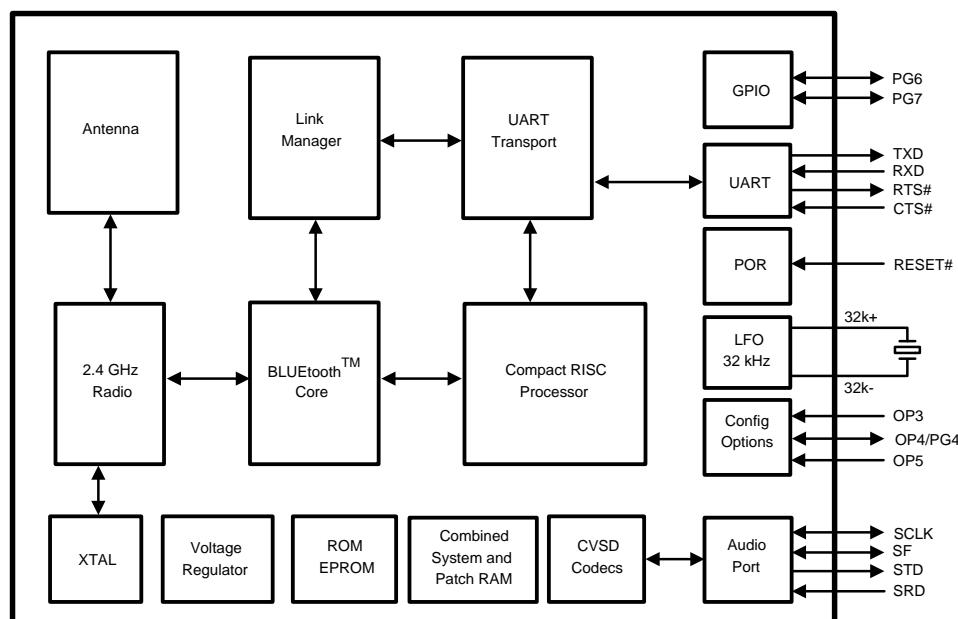 Antenna
Link
Manager
UART
Transport
GPIO
PG6
PG7
UART
TXD
RXD
RTS#
CTS#
POR
RESET#
2.4 GHz
Radio
BLUEtooth™
Core
Compact RISC
Processor
LFO
32 kHz
32k+
32k-
Config
Options
OP3
OP4/PG4
OP5
XTAL
Voltage
Regulator
ROM
EPROM
Combined
System and
Patch RAM
CVSD
Codecs
Audio
Port
SCLK
SF
STD
SRD